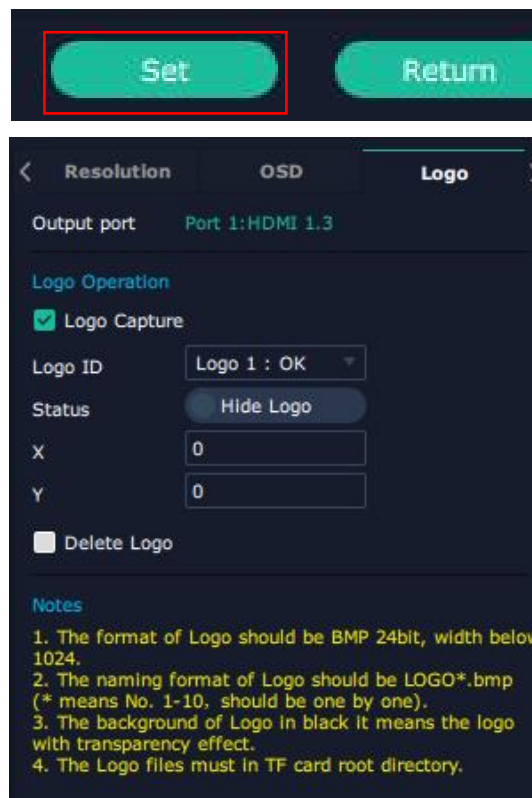 Set Return
Resolution OSD Logo
Output port Port 1:HDMI 1.3
Logo Operation
Logo Capture
Logo ID Logo 1 : OK
Status Hide Logo
X 0
Y 0
Delete Logo
Notes
1. The format of Logo should be BMP 24bit, width below
1024.
2. The naming format of Logo should be LOGO*.bmp
(* means No. 1-10, should be one by one).
3. The background of Logo in black it means the logo
with transparency effect.
4. The Logo files must in TF card root directory.